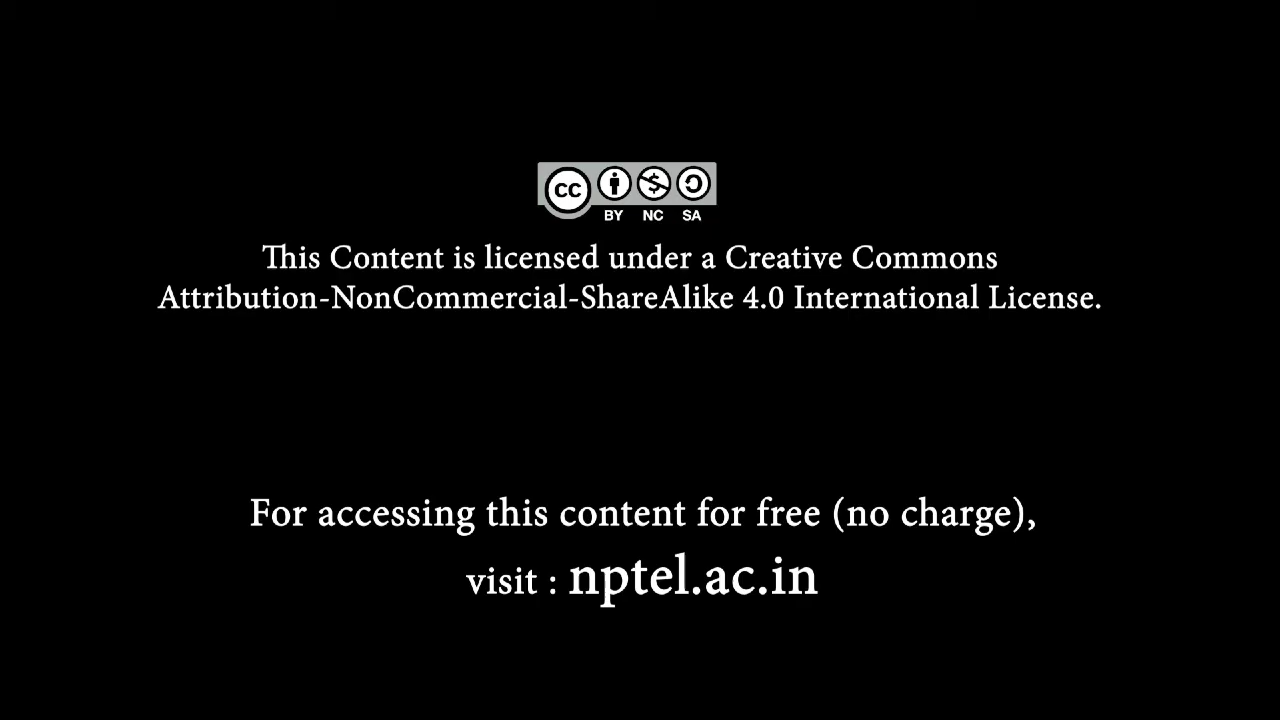 cc
BY NC SA
This Content is licensed under a Creative Commons
Attribution-NonCommercial-ShareAlike 4.0 International License.
For accessing this content for free (no charge),
visit : nptel.ac.in